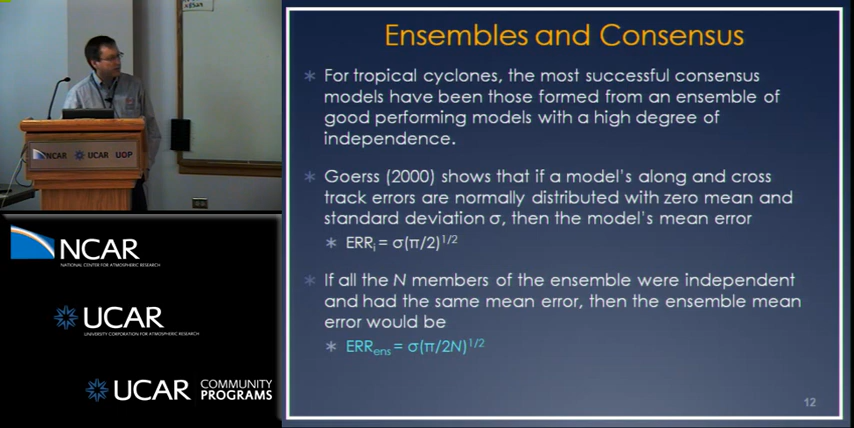 Ensembles and Consensus
* For tropical cyclones, the most successful consensus
models have been those formed from an ensemble of
good performing models with a high degree of
independence.
* Goerss (2000) shows that if a model's along and cross
track errors are normally distributed with zero mean and
standard deviation σ, then the model's mean error
* ERRᵢ = σ(π/2)^1/2
* If all the N members of the ensemble were independent
and had the same mean error, then the ensemble mean
error would be
* ERRₑₙₛ = σ(π/2N)^1/2
12
NCAR UCAR UOP
NCAR
NATIONAL CENTER FOR ATMOSPHERIC RESEARCH
UCAR
UNIVERSITY CORPORATION FOR ATMOSPHERIC RESEARCH
UCAR COMMUNITY
PROGRAMS